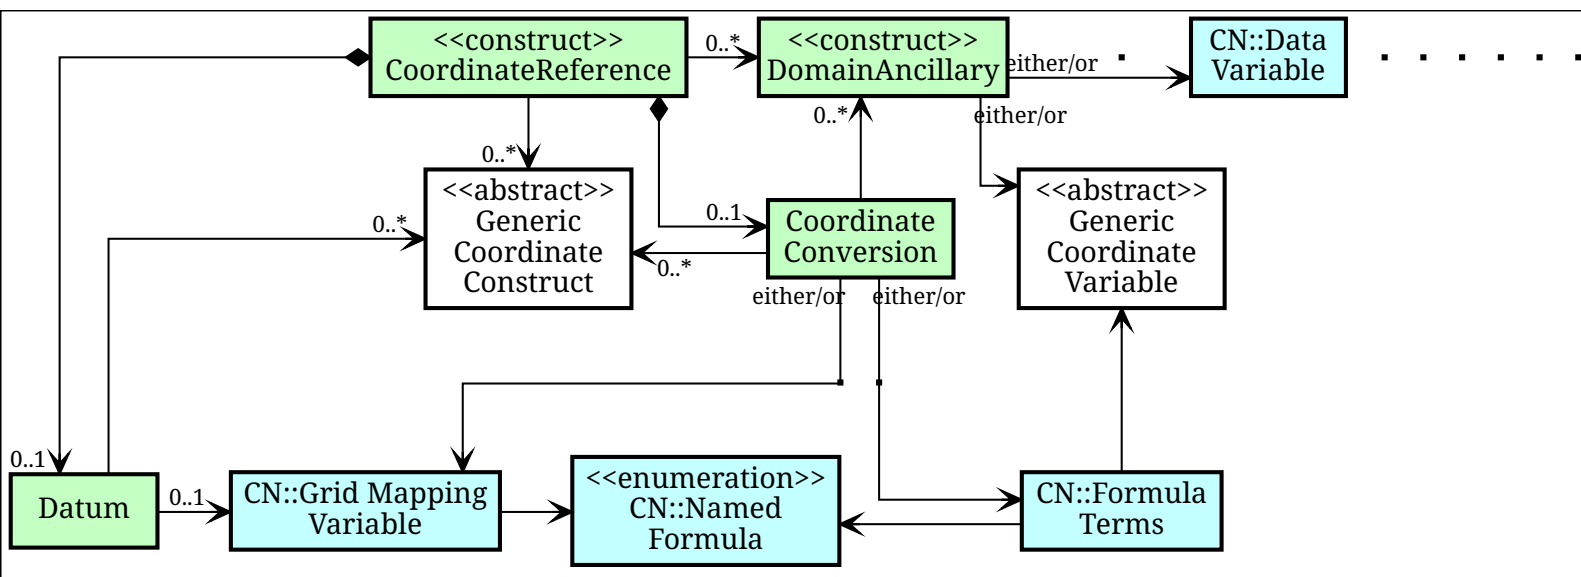 <<construct>>
CoordinateReference
0..*
<<construct>>
DomainAncillary
either/or
CN::Data
Variable
either/or
0..*
0..*
<<abstract>>
Generic
Coordinate
Construct
0..*
0..1
0..*
Coordinate
Conversion
<<abstract>>
Generic
Coordinate
Variable
either/or
either/or
0..1
Datum
0..1
CN::Grid Mapping
Variable
<<enumeration>>
CN::Named
Formula
CN::Formula
Terms